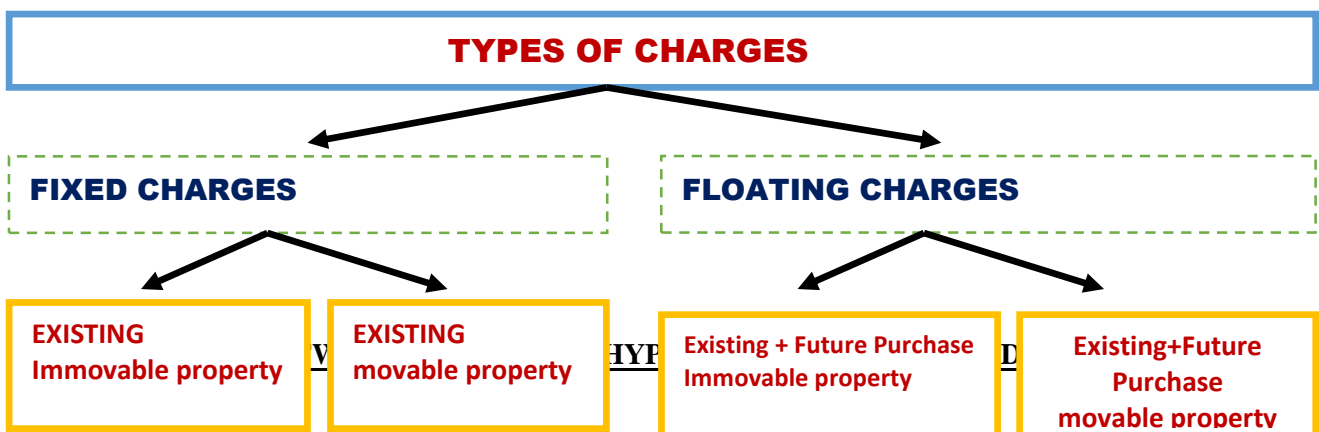 TYPES OF CHARGES
FIXED CHARGES
FLOATING CHARGES
EXISTING
Immovable property
EXISTING
movable property
Existing + Future Purchase
Immovable property
Existing+Future
Purchase
movable property